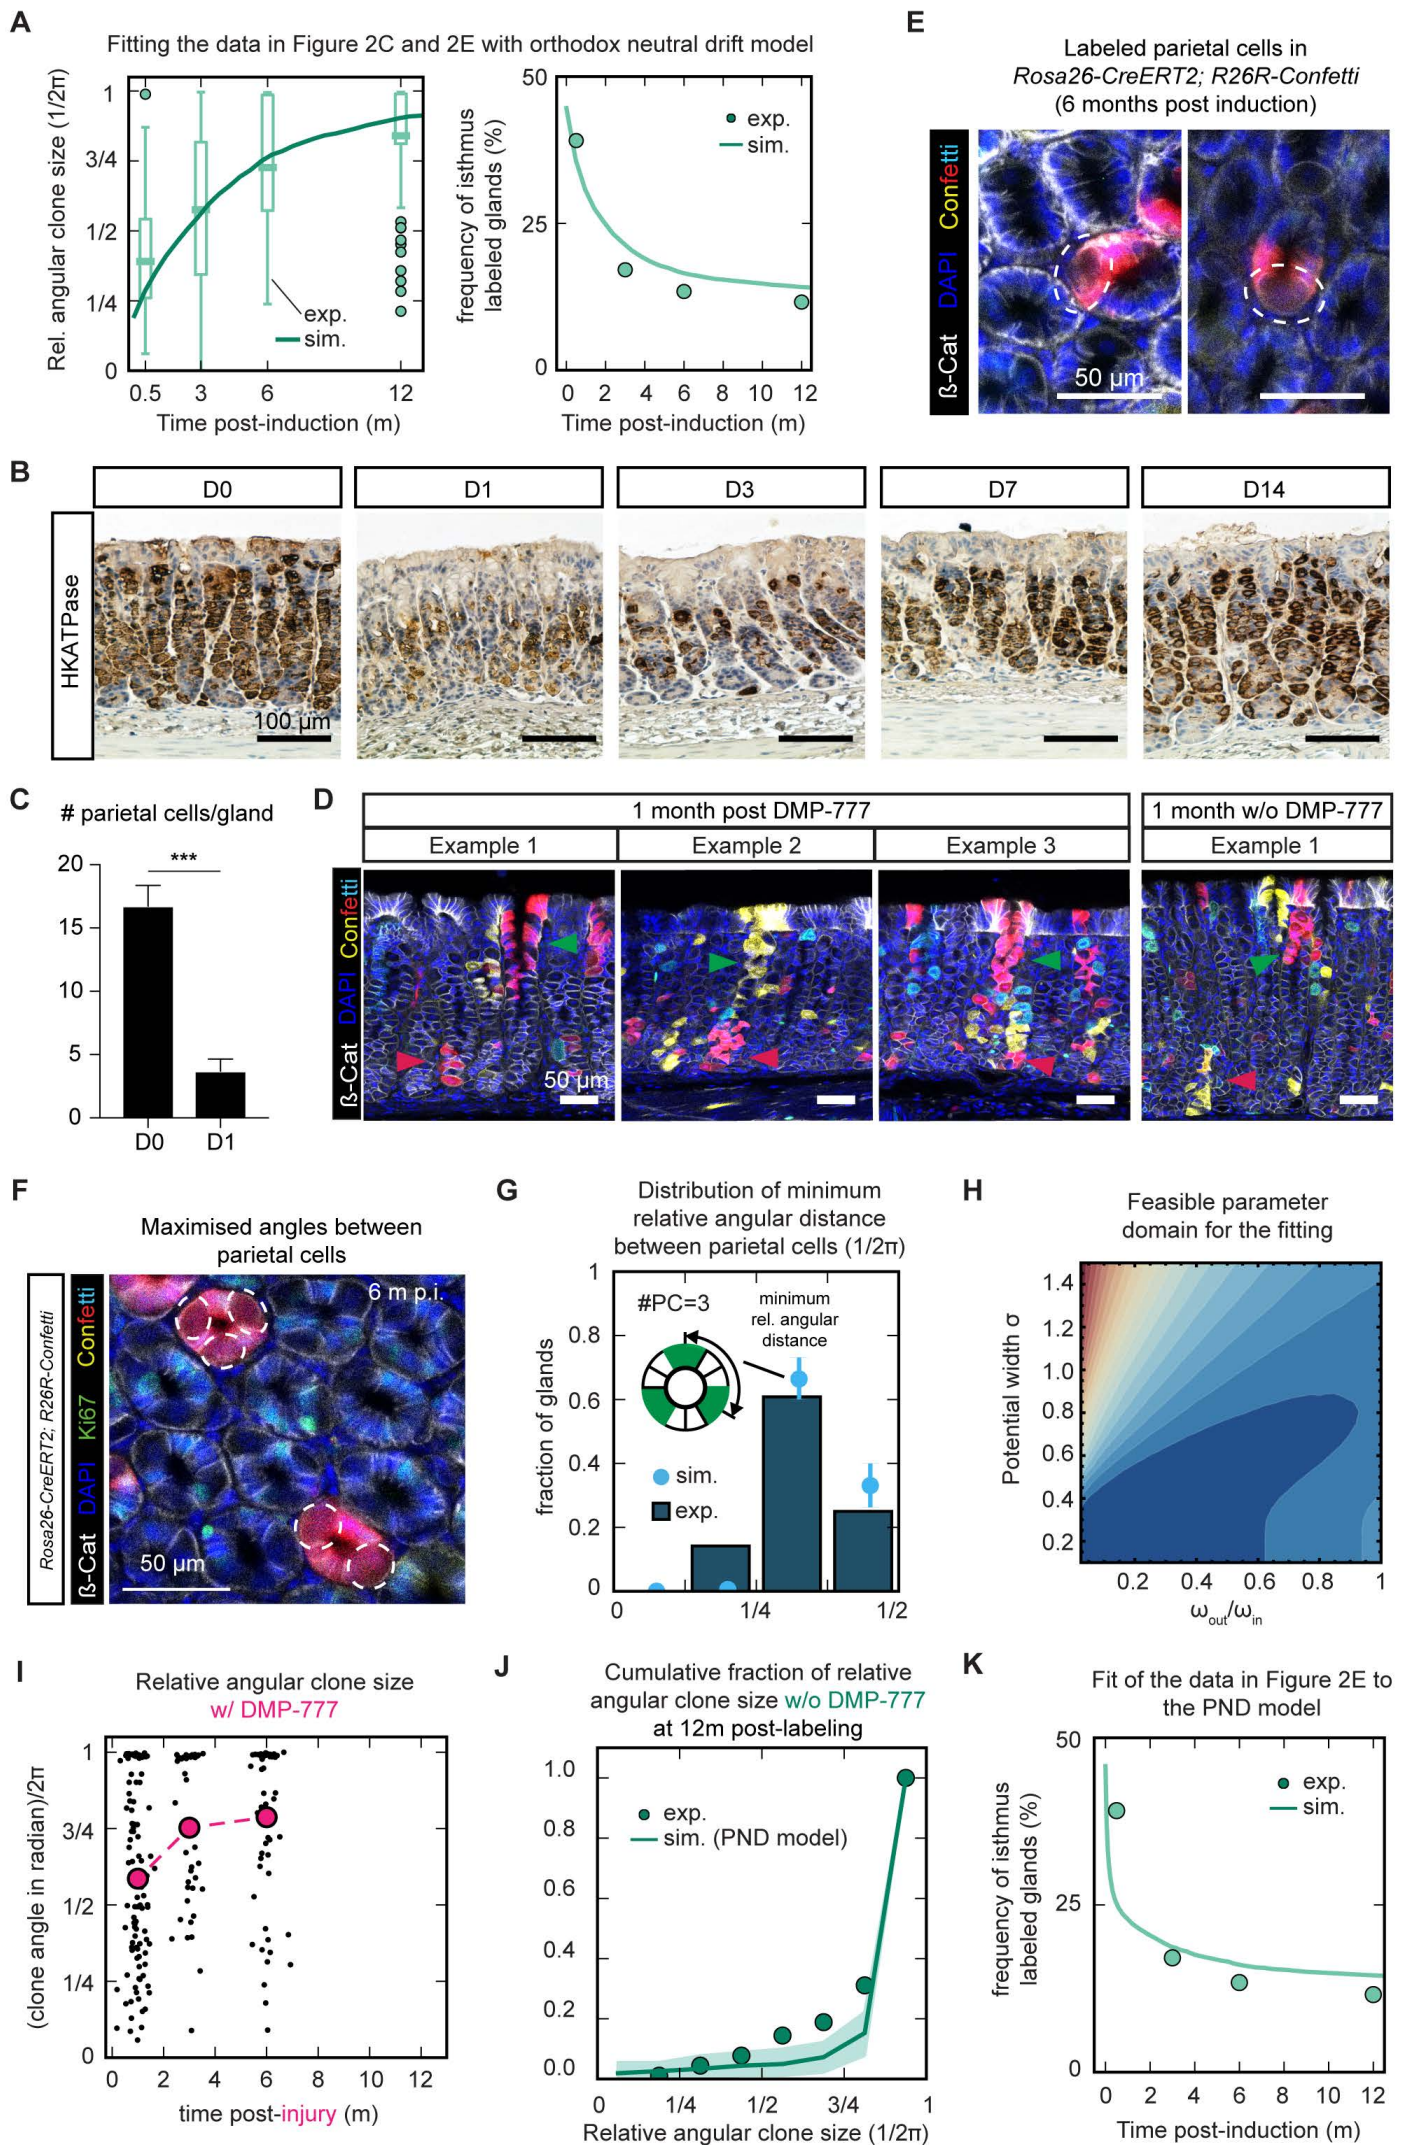 A
Fitting the data in Figure 2C and 2E with orthodox neutral drift model
Rel. angular clone size (1/2π)
1
3/4
1/2
1/4
0
0.5
3
6
12
exp.
sim.
Time post-induction (m)
frequency of isthmus
labeled glands (%)
50
25
0
exp.
sim.
0 2 4 6 8 10 12
Time post-induction (m)
E
Labeled parietal cells in
Rosa26-CreERT2; R26R-Confetti
(6 months post induction)
ß-Cat DAPI Confetti
50 µm
B
D0
D1
D3
D7
D14
HKATPase
100 µm
C
# parietal cells/gland
***
20
15
10
5
0
D0
D1
D
1 month post DMP-777
1 month w/o DMP-777
Example 1
Example 2
Example 3
Example 1
ß-Cat DAPI Confetti
50 µm
F
Maximised angles between
parietal cells
Rosa26-CreERT2; R26R-Confetti
ß-Cat DAPI Ki67 Confetti
6 m p.i.
50 µm
G
Distribution of minimum
relative angular distance
between parietal cells (1/2π)
fraction of glands
1
0.8
0.6
0.4
0.2
0
#PC=3
minimum
rel. angular
distance
sim.
exp.
0
1/4
1/2
H
Feasible parameter
domain for the fitting
Potential width σ
1.4
1.2
1.0
0.8
0.6
0.4
0.2
0.2 0.4 0.6 0.8 1
ωout/ωin
I
Relative angular clone size
w/ DMP-777
(clone angle in radian)/2π
1
3/4
1/2
1/4
0
0 2 4 6 8 10 12
time post-injury (m)
J
Cumulative fraction of relative
angular clone size w/o DMP-777
at 12m post-labeling
1.0
0.8
0.6
0.4
0.2
0.0
exp.
sim. (PND model)
0 1/4 1/2 3/4 1
Relative angular clone size (1/2π)
K
Fit of the data in Figure 2E to
the PND model
frequency of isthmus
labeled glands (%)
50
25
0
exp.
sim.
0 2 4 6 8 10 12
Time post-induction (m)